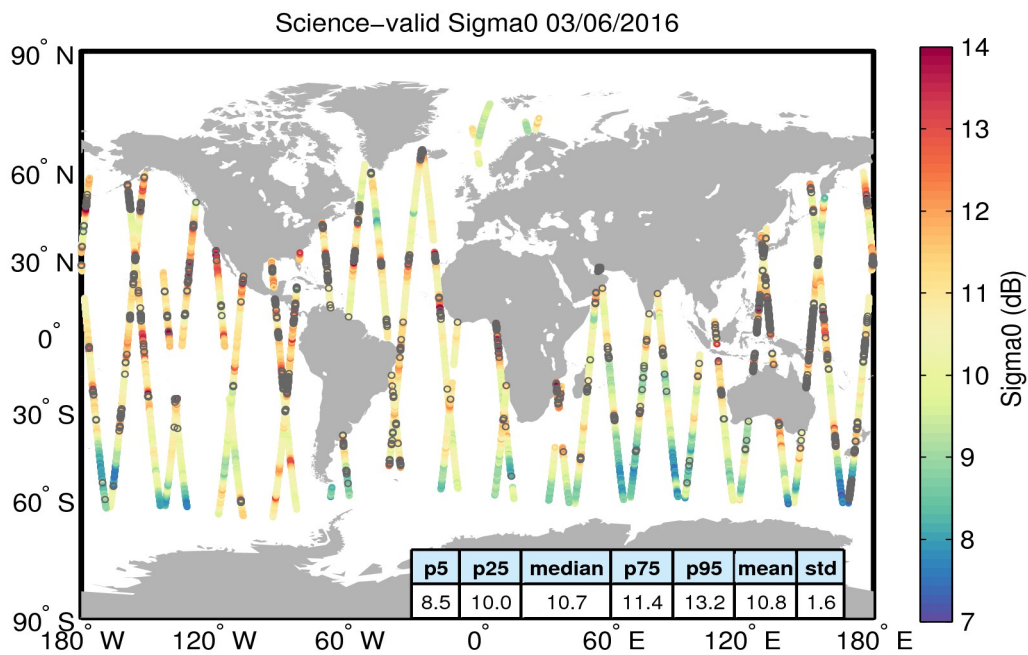 Science−valid Sigma0 03/06/2016
90° N
60° N
30° N
0°
30° S
60° S
90° S
180° W
120° W
60° W
0°
60° E
120° E
180° E
p5 p25 median p75 p95 mean std
8.5 10.0 10.7 11.4 13.2 10.8 1.6
14
13
12
11
10
9
8
7
Sigma0 (dB)